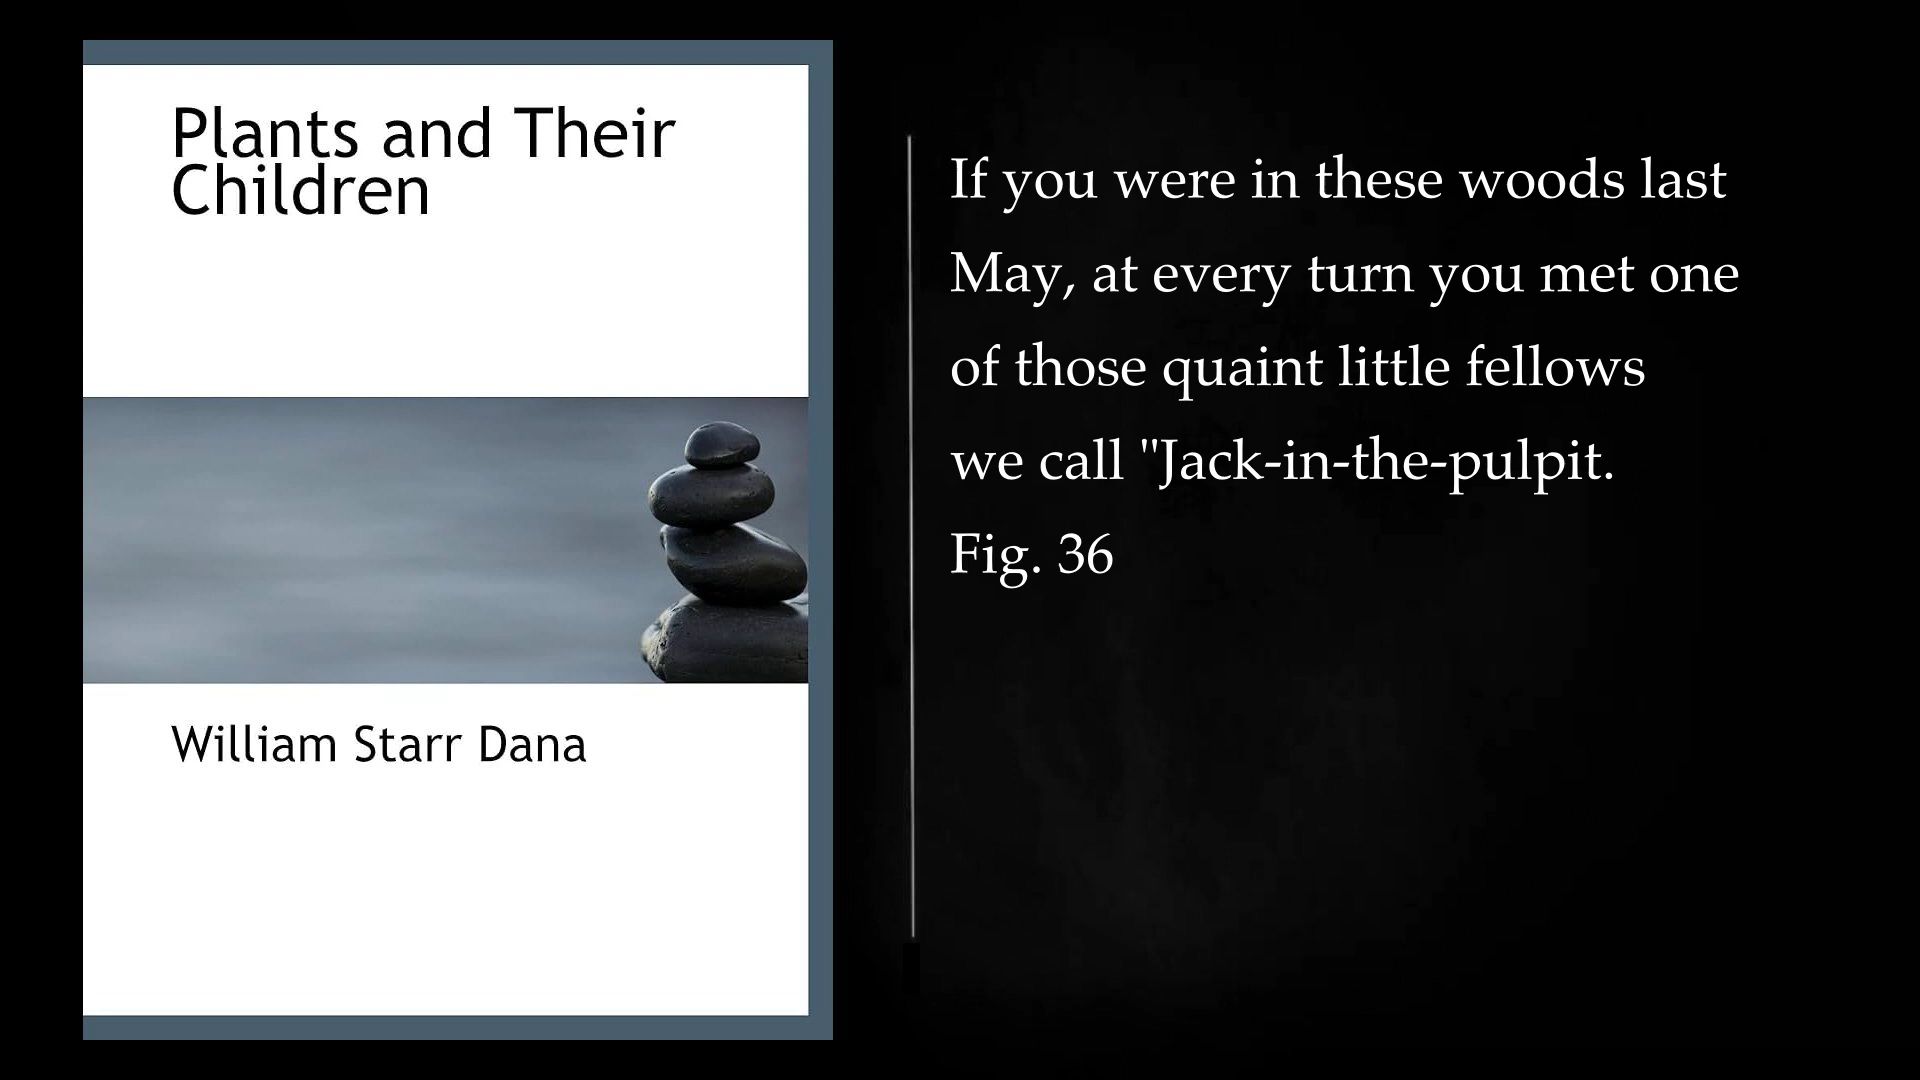 Plants and Their
Children
William Starr Dana
If you were in these woods last
May, at every turn you met one
of those quaint little fellows
we call "Jack-in-the-pulpit.
Fig. 36